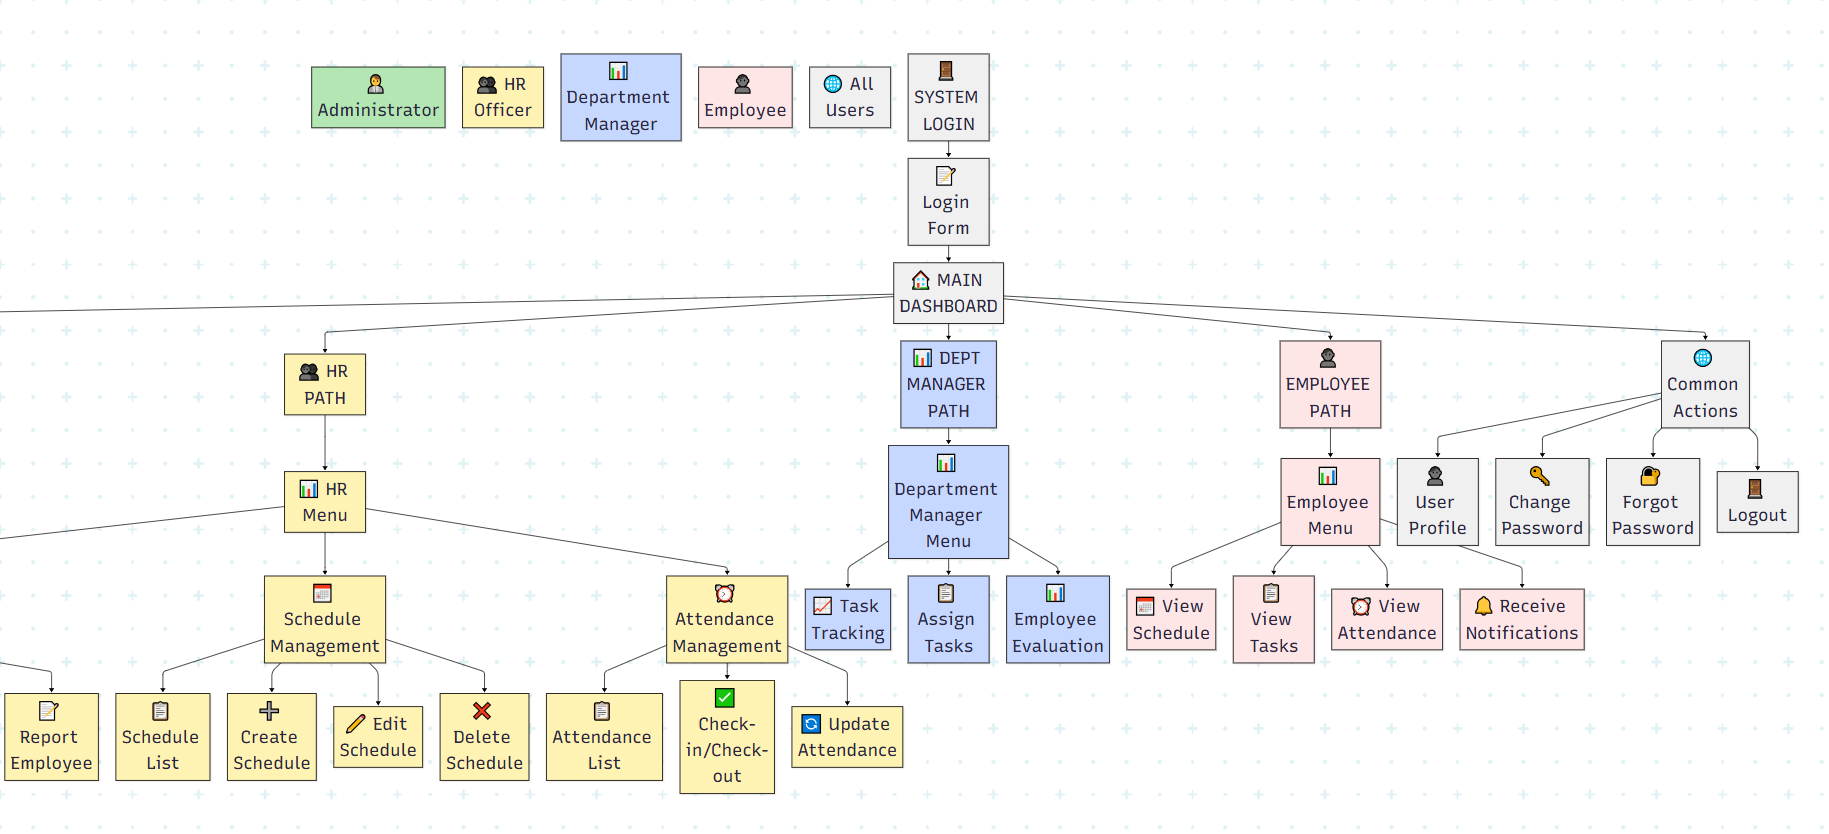 Administrator
HR
Officer
Department
Manager
Employee
All
Users
SYSTEM
LOGIN
Login
Form
MAIN
DASHBOARD
HR
PATH
DEPT
MANAGER
PATH
EMPLOYEE
PATH
Common
Actions
HR
Menu
Department
Manager
Menu
Employee
Menu
User
Profile
Change
Password
Forgot
Password
Logout
Schedule
Management
Attendance
Management
Task
Tracking
Assign
Tasks
Employee
Evaluation
View
Schedule
View
Tasks
View
Attendance
Receive
Notifications
Report
Employee
Schedule
List
Create
Schedule
Edit
Schedule
Delete
Schedule
Attendance
List
Check-
in/Check-
out
Update
Attendance